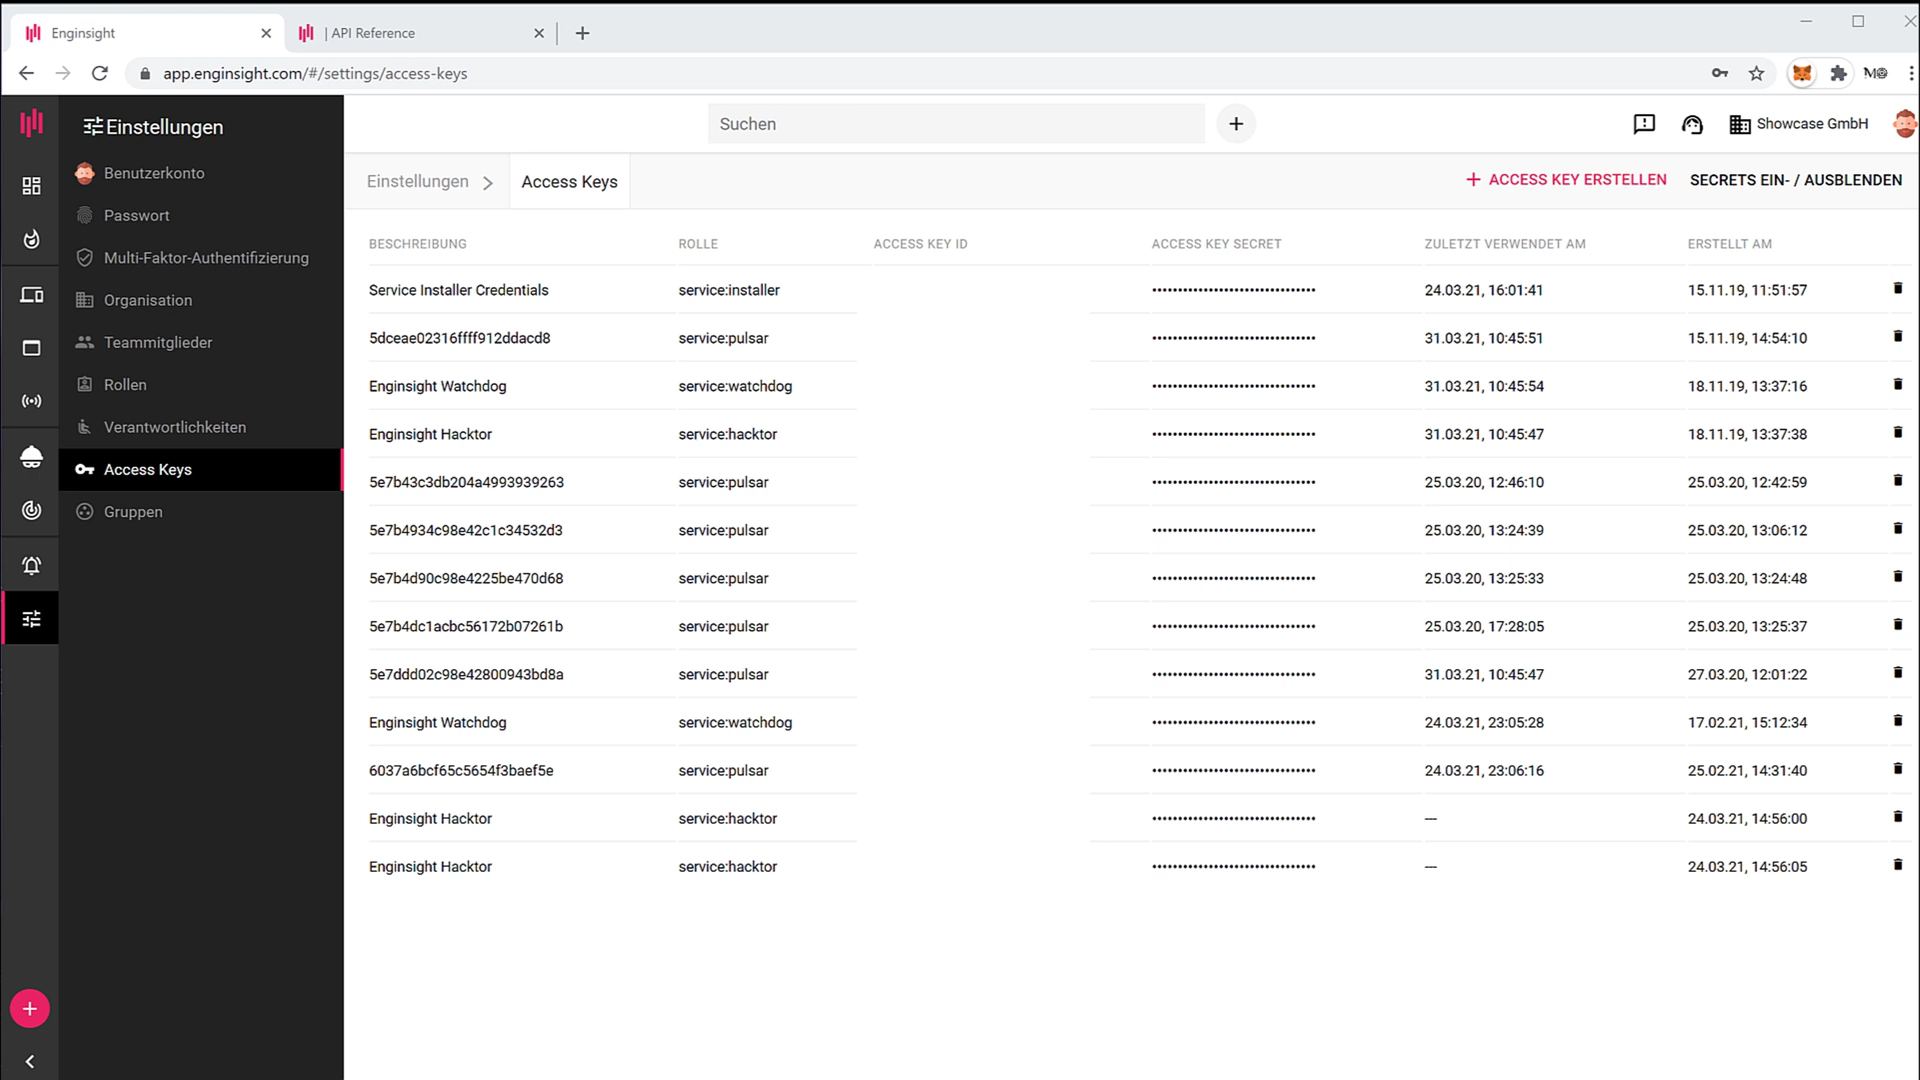 Enginsight
| API Reference
app.enginsight.com/#/settings/access-keys
Einstellungen
Benutzerkonto
Passwort
Multi-Faktor-Authentifizierung
Organisation
Teammitglieder
Rollen
Verantwortlichkeiten
Access Keys
Gruppen
Suchen
Showcase GmbH
Einstellungen > Access Keys
+ ACCESS KEY ERSTELLEN SECRETS EIN- / AUSBLENDEN
BESCHREIBUNG ROLLE ACCESS KEY ID ACCESS KEY SECRET ZULETZT VERWENDET AM ERSTELLT AM
Service Installer Credentials service:installer •••••••••••••••••••••••••••••••• 24.03.21, 16:01:41 15.11.19, 11:51:57
5dceae02316ffff912ddacd8 service:pulsar •••••••••••••••••••••••••••••••• 31.03.21, 10:45:51 15.11.19, 14:54:10
Enginsight Watchdog service:watchdog •••••••••••••••••••••••••••••••• 31.03.21, 10:45:54 18.11.19, 13:37:16
Enginsight Hacktor service:hacktor •••••••••••••••••••••••••••••••• 31.03.21, 10:45:47 18.11.19, 13:37:38
5e7b43c3db204a4993939263 service:pulsar •••••••••••••••••••••••••••••••• 25.03.20, 12:46:10 25.03.20, 12:42:59
5e7b4934c98e42c1c34532d3 service:pulsar •••••••••••••••••••••••••••••••• 25.03.20, 13:24:39 25.03.20, 13:06:12
5e7b4d90c98e4225be470d68 service:pulsar •••••••••••••••••••••••••••••••• 25.03.20, 13:25:33 25.03.20, 13:24:48
5e7b4dc1acbc56172b07261b service:pulsar •••••••••••••••••••••••••••••••• 25.03.20, 17:28:05 25.03.20, 13:25:37
5e7ddd02c98e42800943bd8a service:pulsar •••••••••••••••••••••••••••••••• 31.03.21, 10:45:47 27.03.20, 12:01:22
Enginsight Watchdog service:watchdog •••••••••••••••••••••••••••••••• 24.03.21, 23:05:28 17.02.21, 15:12:34
6037a6bcf65c5654f3baef5e service:pulsar •••••••••••••••••••••••••••••••• 24.03.21, 23:06:16 25.02.21, 14:31:40
Enginsight Hacktor service:hacktor •••••••••••••••••••••••••••••••• — 24.03.21, 14:56:00
Enginsight Hacktor service:hacktor •••••••••••••••••••••••••••••••• — 24.03.21, 14:56:05